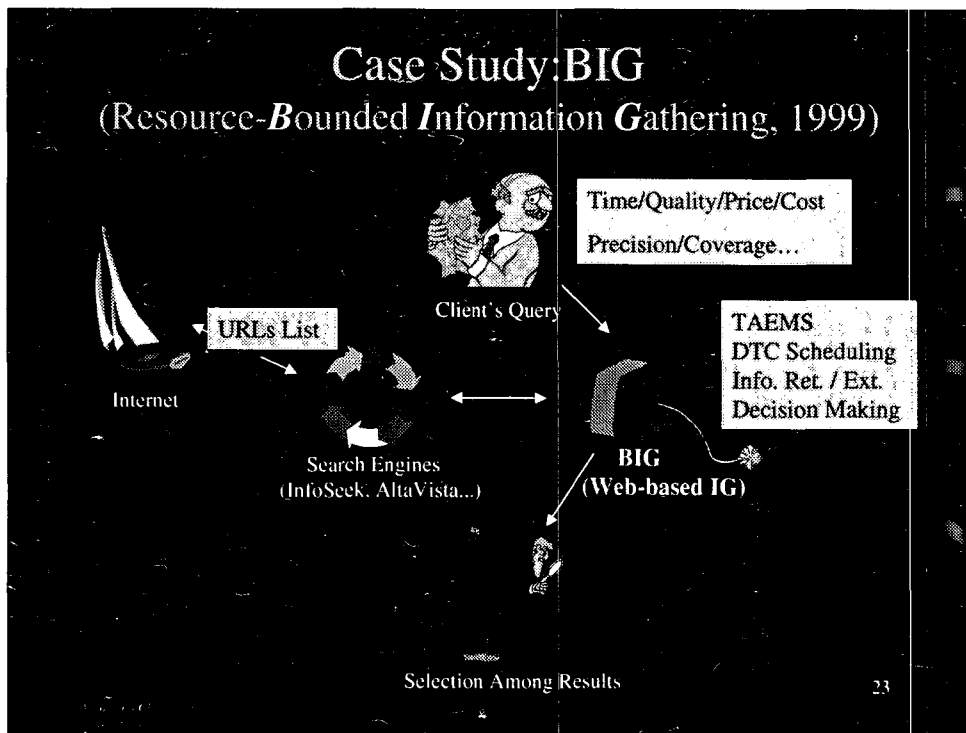 Case Study:BIG
(Resource-Bounded Information Gathering, 1999)
Time/Quality/Price/Cost
Precision/Coverage...
Client's Query
URLs List
TAEMS
DTC Scheduling
Info. Ret. / Ext.
Decision Making
Internet
Search Engines
(InfoSeek, AltaVista...)
BIG
(Web-based IG)
Selection Among Results
23